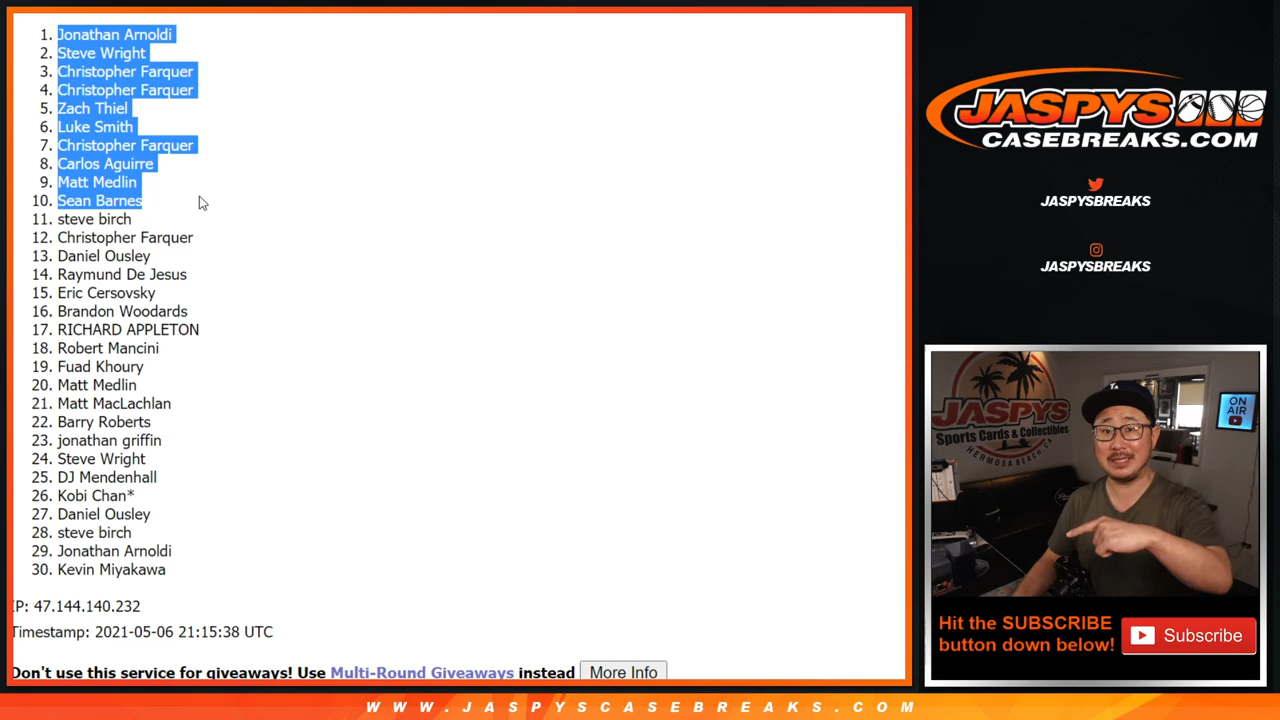 1. Jonathan Arnoldi
2. Steve Wright
3. Christopher Farquer
4. Christopher Farquer
5. Zach Thiel
6. Luke Smith
7. Christopher Farquer
8. Carlos Aguirre
9. Matt Medlin
10. Sean Barnes
11. steve birch
12. Christopher Farquer
13. Daniel Ousley
14. Raymund De Jesus
15. Eric Cersovsky
16. Brandon Woodards
17. RICHARD APPLETON
18. Robert Mancini
19. Fuad Khoury
20. Matt Medlin
21. Matt MacLachlan
22. Barry Roberts
23. jonathan griffin
24. Steve Wright
25. DJ Mendenhall
26. Kobi Chan*
27. Daniel Ousley
28. steve birch
29. Jonathan Arnoldi
30. Kevin Miyakawa
IP: 47.144.140.232
Timestamp: 2021-05-06 21:15:38 UTC
Don't use this service for giveaways! Use Multi-Round Giveaways instead More Info
JASPYS
CASEBREAKS.COM
JASPYSBREAKS
JASPYSBREAKS
JASPYS
Sports Cards & Collectibles
HERMOSA BEACH, CA
ON
AIR
Hit the SUBSCRIBE
button down below!
Subscribe
WWW.JASPYSCASEBREAKS.COM